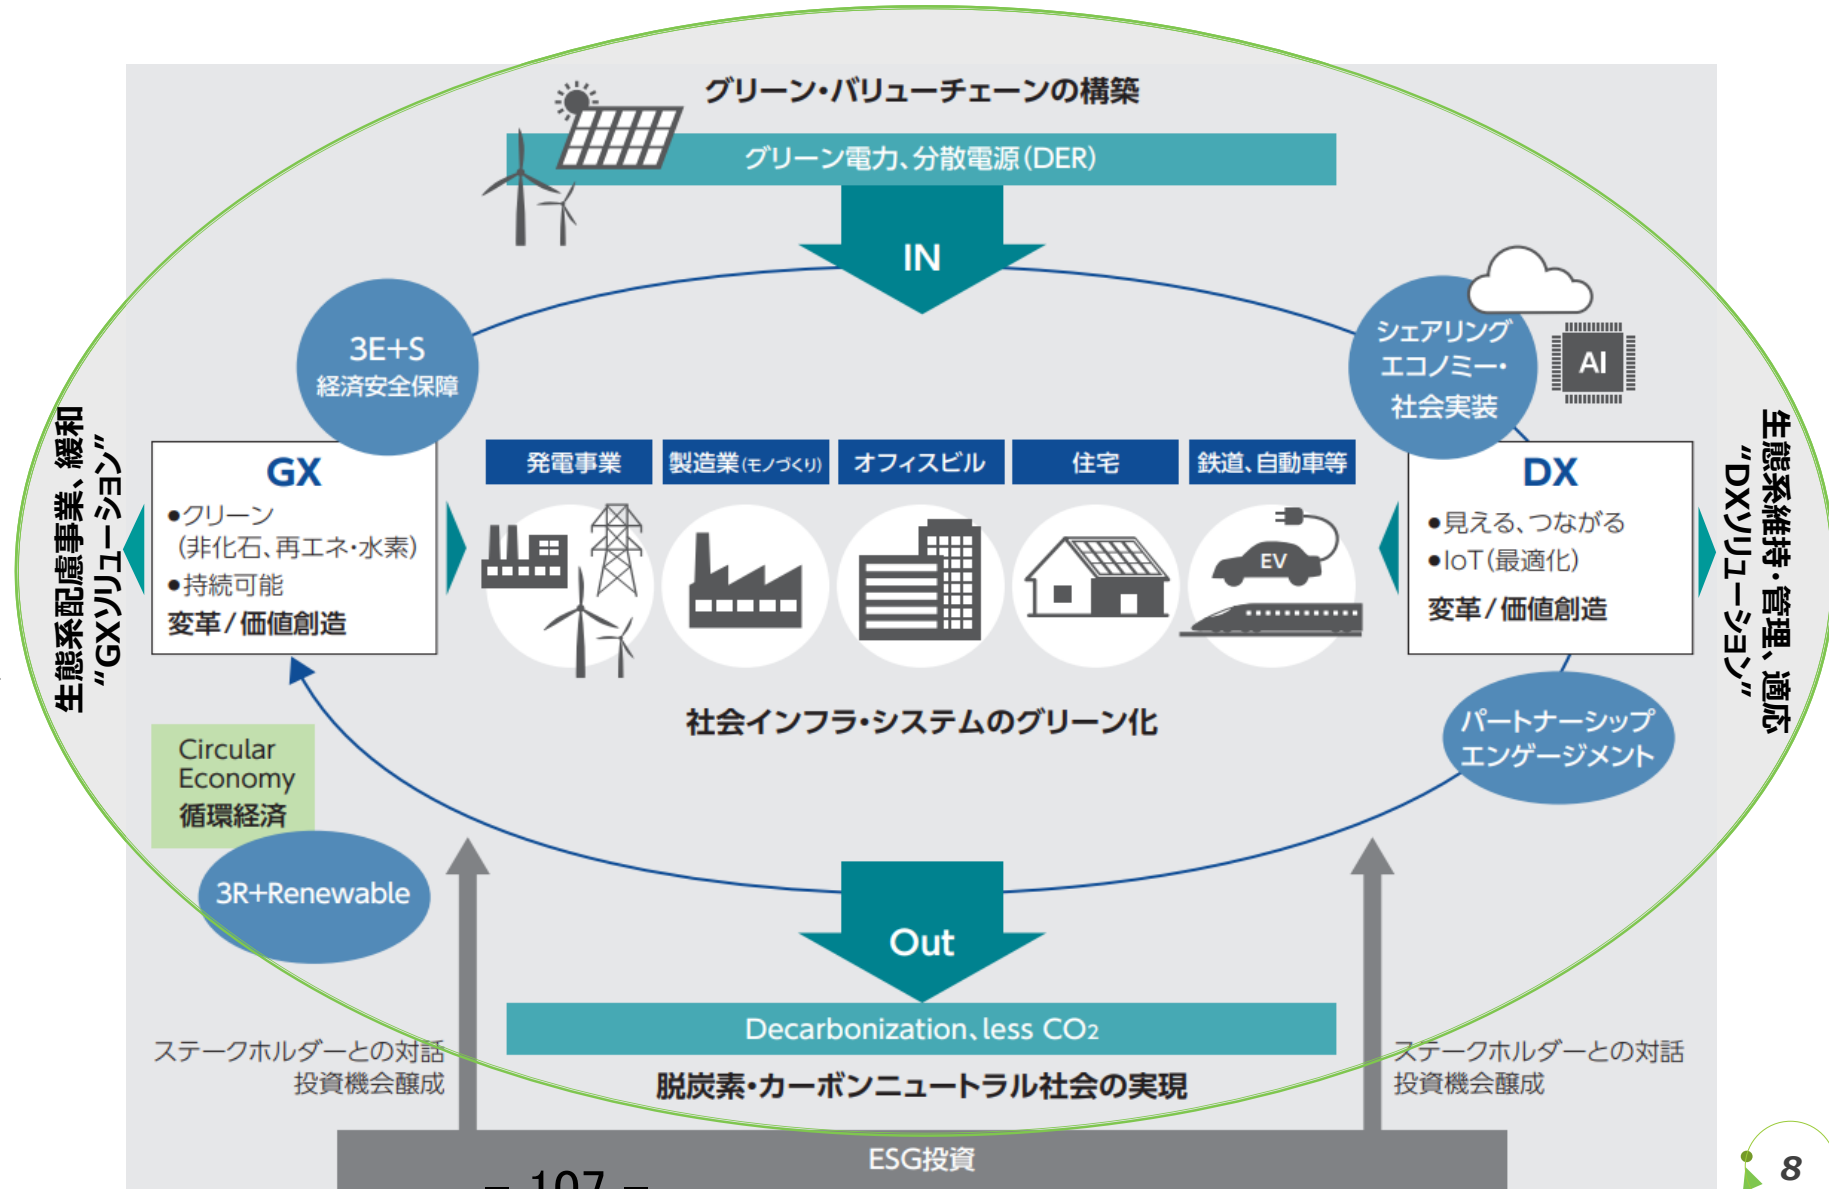 グリーン・バリューチェーンの構築
グリーン電力、分散電源（DER）
IN
3E+S
経済安全保障
シェアリング
エコノミー・
社会実装
AI
生態系配慮事業、緩和
“GXソリューション”
GX
●クリーン
（非化石、再エネ・水素）
●持続可能
変革/価値創造
発電事業
製造業（モノづくり）
オフィスビル
住宅
鉄道、自動車等
EV
DX
●見える、つながる
●IoT（最適化）
変革/価値創造
生態系維持・管理、適応
“DXソリューション”
社会インフラ・システムのグリーン化
パートナーシップ
エンゲージメント
Circular
Economy
循環経済
3R+Renewable
Out
Decarbonization、less CO2
脱炭素・カーボンニュートラル社会の実現
ステークホルダーとの対話
投資機会醸成
ステークホルダーとの対話
投資機会醸成
ESG投資
− 107 −
8